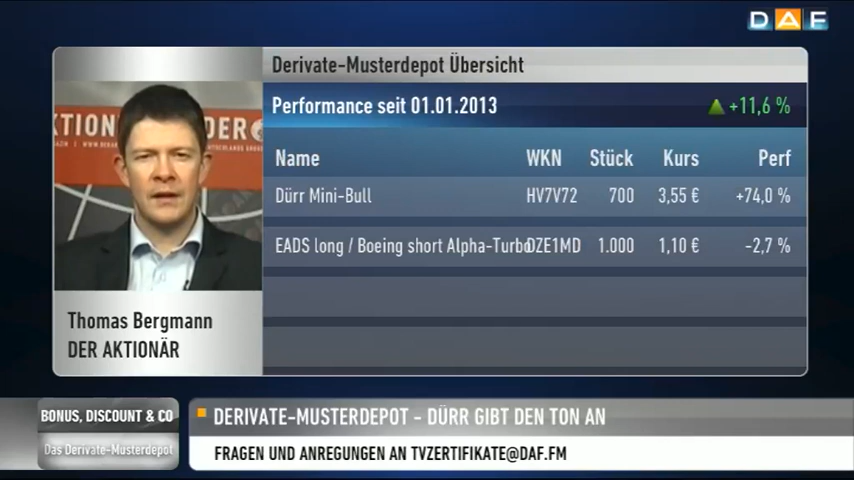 DAF
Derivate-Musterdepot Übersicht
Performance seit 01.01.2013 +11,6 %
Name WKN Stück Kurs Perf
Dürr Mini-Bull HV7V72 700 3,55 € +74,0 %
EADS long / Boeing short Alpha-Turbo DZE1MD 1.000 1,10 € -2,7 %
Thomas Bergmann
DER AKTIONÄR
BONUS, DISCOUNT & CO
Das Derivate-Musterdepot
DERIVATE-MUSTERDEPOT - DÜRR GIBT DEN TON AN
FRAGEN UND ANREGUNGEN AN TVZERTIFIKATE@DAF.FM